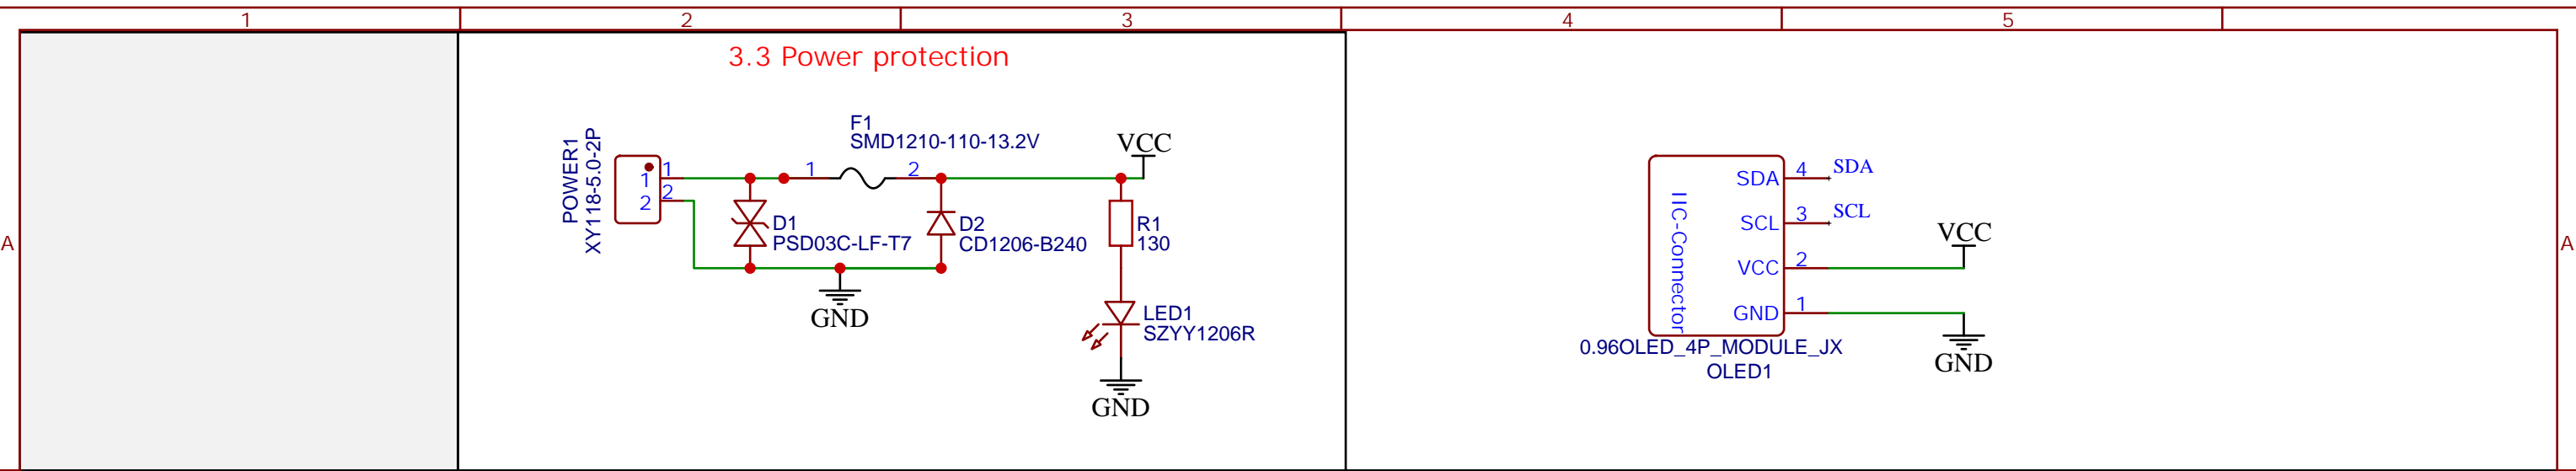 1
2
3
4
5
A
A
3.3 Power protection
POWER1
XY118-5.0-2P
1
2
1
2
F1
SMD1210-110-13.2V
1
2
VCC
D1
PSD03C-LF-T7
D2
CD1206-B240
R1
130
GND
LED1
SZYY1206R
GND
IIC-Connector
SDA
4
SDA
SCL
3
SCL
VCC
2
VCC
GND
1
GND
0.96OLED_4P_MODULE_JX
OLED1